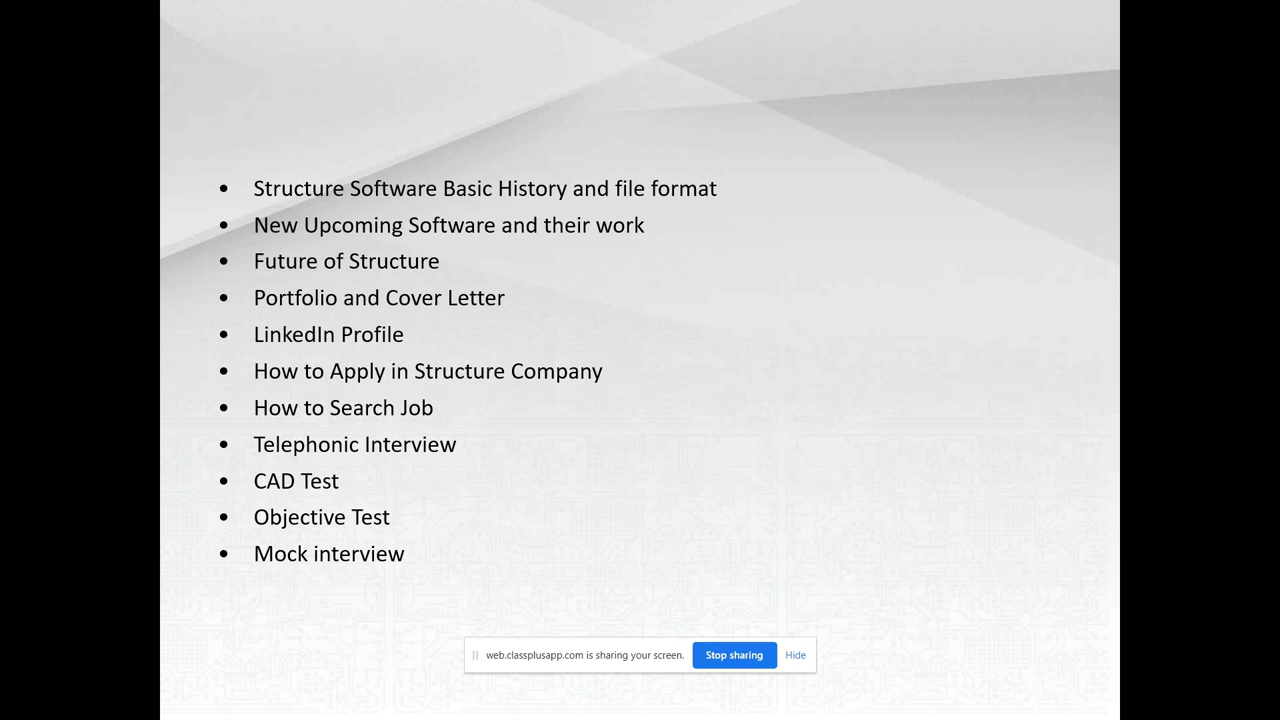 • Structure Software Basic History and file format
• New Upcoming Software and their work
• Future of Structure
• Portfolio and Cover Letter
• LinkedIn Profile
• How to Apply in Structure Company
• How to Search Job
• Telephonic Interview
• CAD Test
• Objective Test
• Mock interview
web.classplusapp.com is sharing your screen. Stop sharing Hide